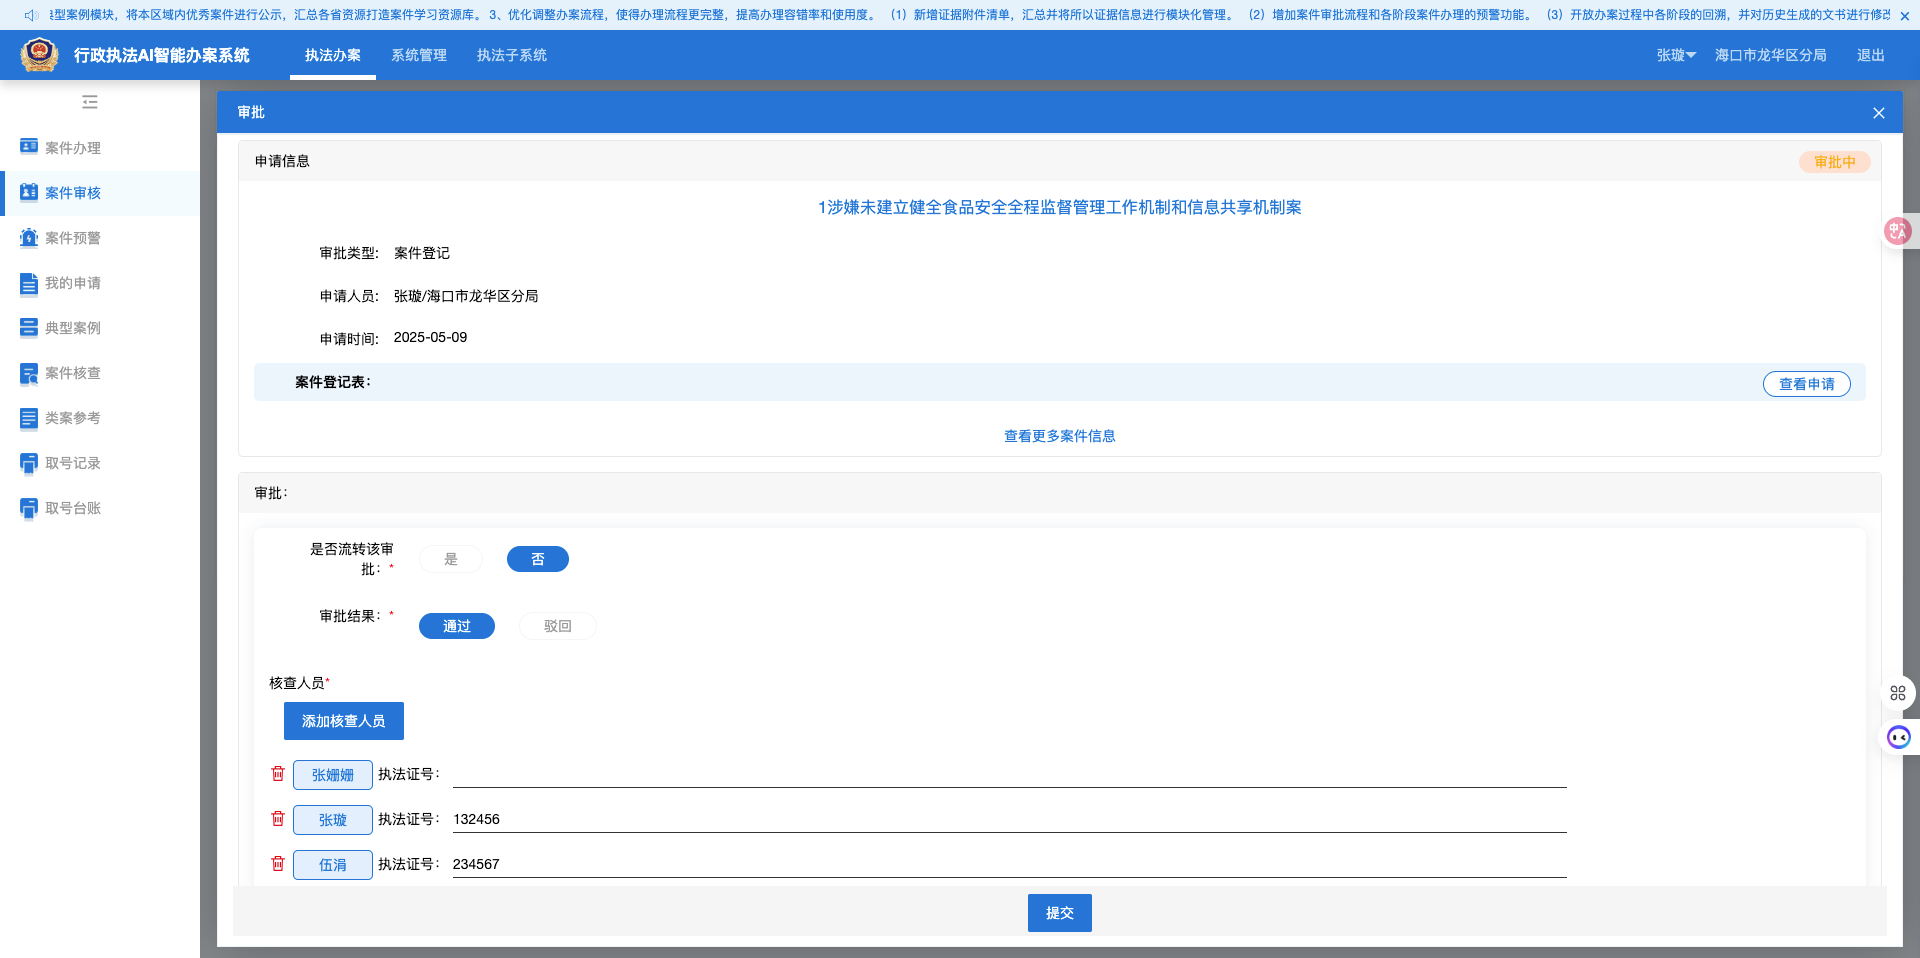 型案例模块，将本区域内优秀案件进行公示，汇总各省资源打造案件学习资源库。 3、优化调整办案流程，使得办理流程更完整，提高办理容错率和使用度。 （1）新增证据附件清单，汇总并将所以证据信息进行模块化管理。 （2）增加案件审批流程和各阶段案件办理的预警功能。 （3）开放办案过程中各阶段的回溯，并对历史生成的文书进行修改
行政执法AI智能办案系统 执法办案 系统管理 执法子系统 张璇 海口市龙华区分局 退出
案件办理
案件审核
案件预警
我的申请
典型案例
案件核查
类案参考
取号记录
取号台账
审批
申请信息 审批中
1涉嫌未建立健全食品安全全程监督管理工作机制和信息共享机制案
审批类型: 案件登记
申请人员: 张璇/海口市龙华区分局
申请时间: 2025-05-09
案件登记表： 查看申请
查看更多案件信息
审批：
是否流转该审批：* 是 否
审批结果：* 通过 驳回
核查人员*
添加核查人员
张姗姗 执法证号：
张璇 执法证号： 132456
伍涓 执法证号： 234567
提交